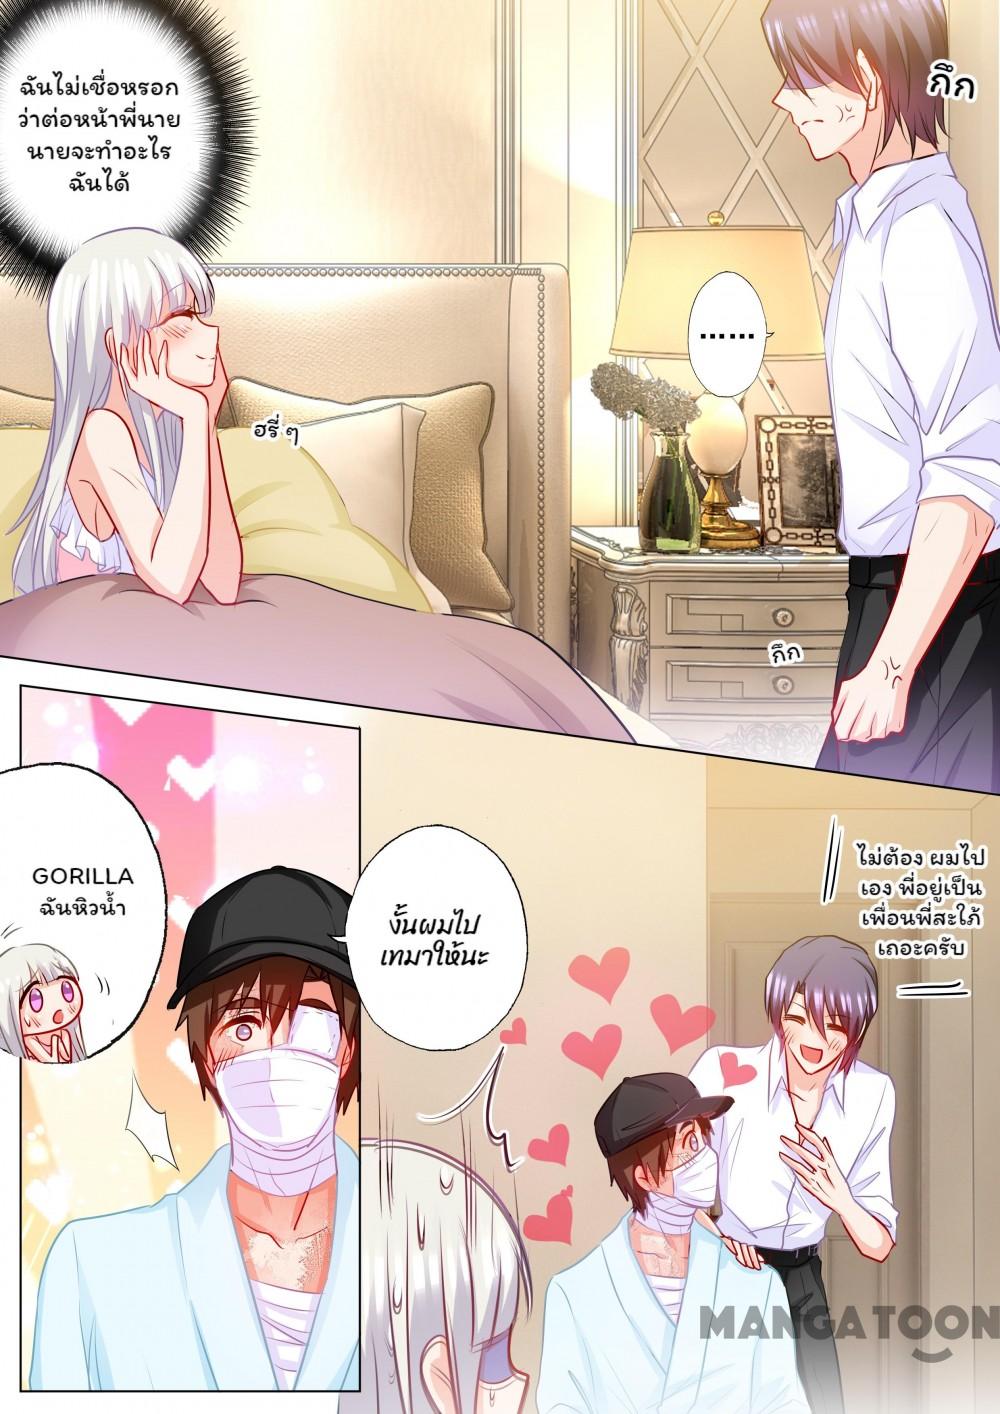 ฉันไม่เชื่อหรอก
ว่าต่อหน้าพี่นาย
นายจะทำอะไร
ฉันได้
กึก
.......
ฮรี่ ๆ
กึก
GORILLA
ฉันหิวน้ำ
งั้นผมไป
เทมาให้นะ
ไม่ต้อง ผมไป
เอง พี่อยู่เป็น
เพื่อนพี่สะใภ้
เถอะครับ
MANGATOON